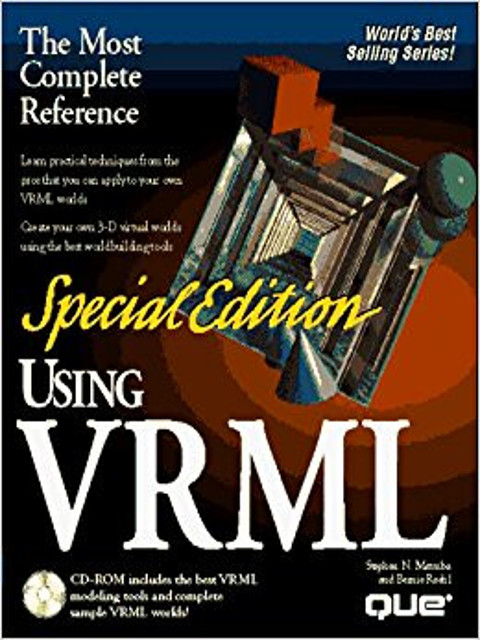 The Most
Complete
Reference
World's Best
Selling Series!
Learn practical techniques from the
pros that you can apply to your own
VRML worlds
Create your own 3-D virtual worlds
using the best worldbuilding tools
Special Edition
USING
VRML
Stephen N. Matsuba
and Bernie Roehl
CD-ROM includes the best VRML
modeling tools and complete
sample VRML worlds!
QUE